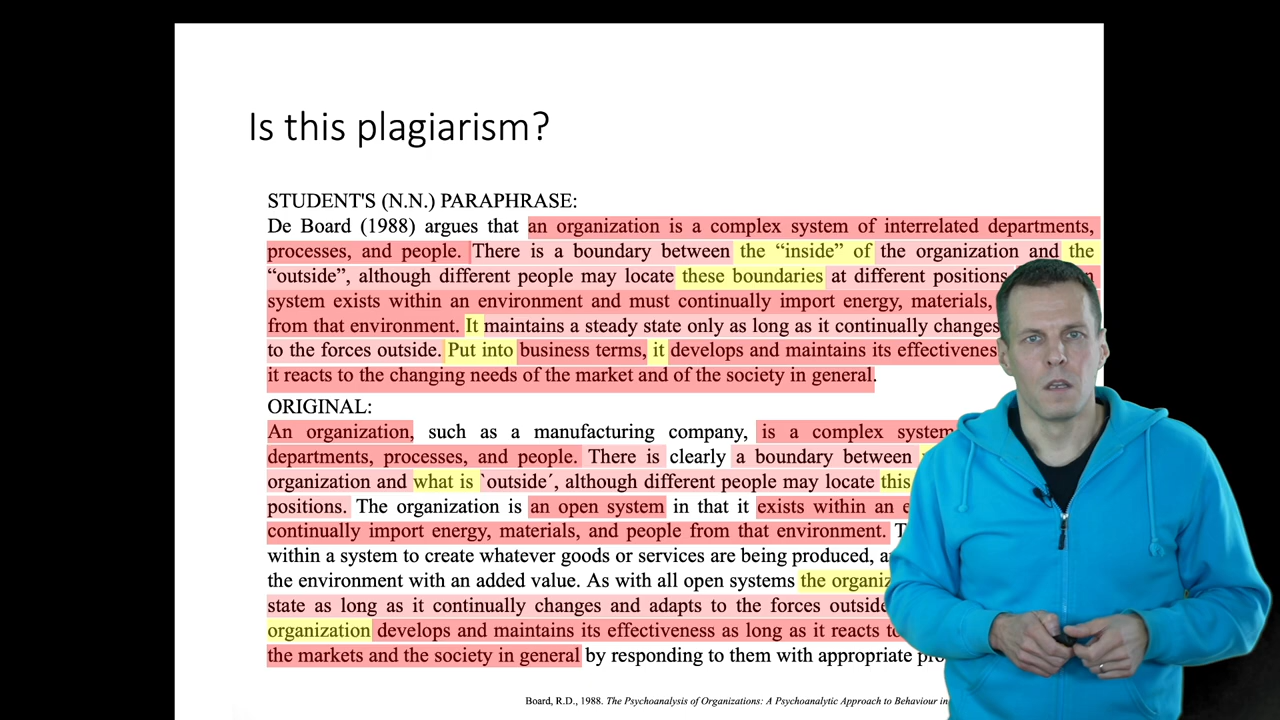 Is this plagiarism?
STUDENT'S (N.N.) PARAPHRASE:
De Board (1988) argues that an organization is a complex system of interrelated departments,
processes, and people. There is a boundary between the “inside” of the organization and the
“outside”, although different people may locate these boundaries at different positions
system exists within an environment and must continually import energy, materials,
from that environment. It maintains a steady state only as long as it continually changes
to the forces outside. Put into business terms, it develops and maintains its effectivenes
it reacts to the changing needs of the market and of the society in general.
ORIGINAL:
An organization, such as a manufacturing company, is a complex system
departments, processes, and people. There is clearly a boundary between
organization and what is `outside´, although different people may locate this
positions. The organization is an open system in that it exists within an e
continually import energy, materials, and people from that environment. T
within a system to create whatever goods or services are being produced, a
the environment with an added value. As with all open systems the organiz
state as long as it continually changes and adapts to the forces outside
organization develops and maintains its effectiveness as long as it reacts to
the markets and the society in general by responding to them with appropriate pro
Board, R.D., 1988. The Psychoanalysis of Organizations: A Psychoanalytic Approach to Behaviour in